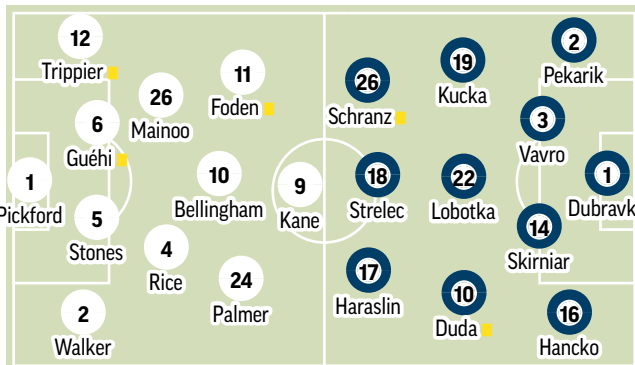 12
Trippier
6
Guéhi
1
Pickford
5
Stones
2
Walker
26
Mainoo
4
Rice
11
Foden
10
Bellingham
24
Palmer
9
Kane
26
Schranz
18
Strelec
17
Haraslin
19
Kucka
22
Lobotka
10
Duda
2
Pekarik
3
Vavro
14
Skirniar
16
Hancko
1
Dubravk